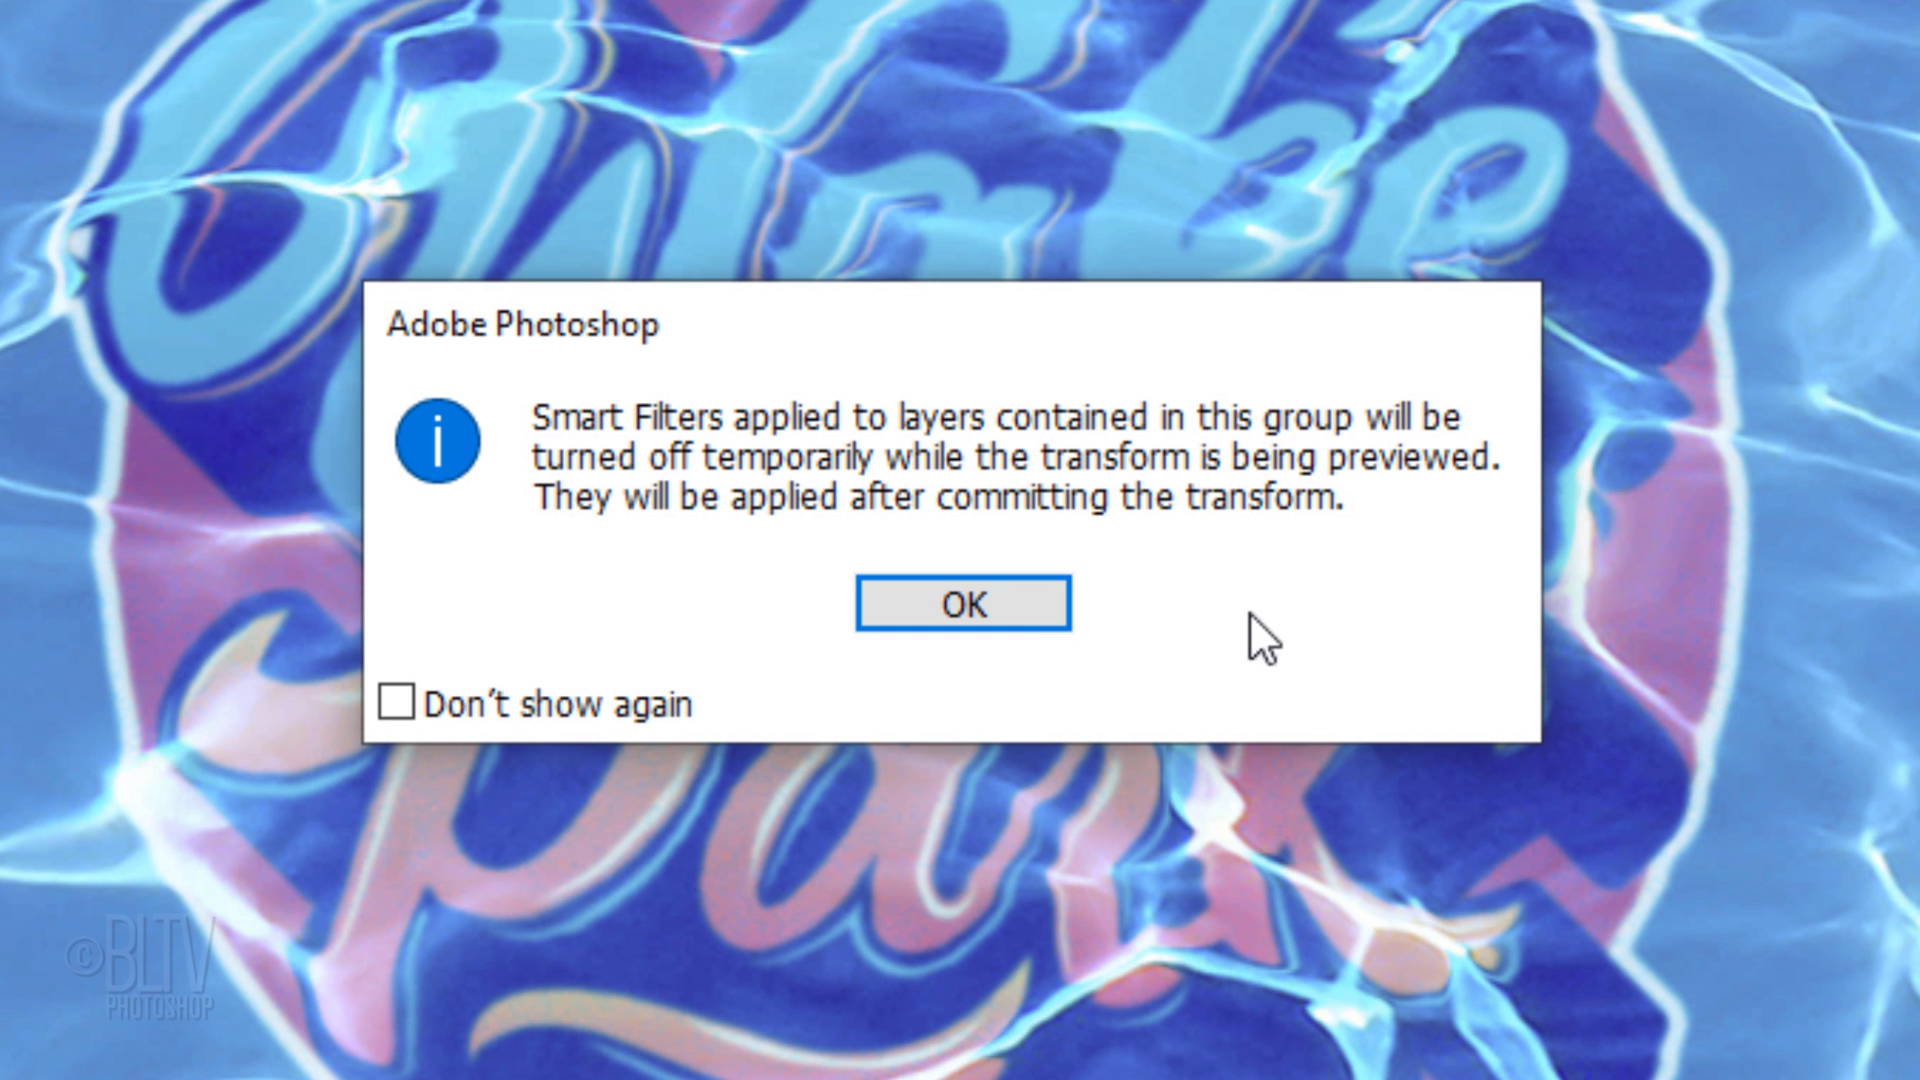 Adobe Photoshop
Smart Filters applied to layers contained in this group will be
turned off temporarily while the transform is being previewed.
They will be applied after committing the transform.
OK
Don't show again
©BLTV
PHOTOSHOP